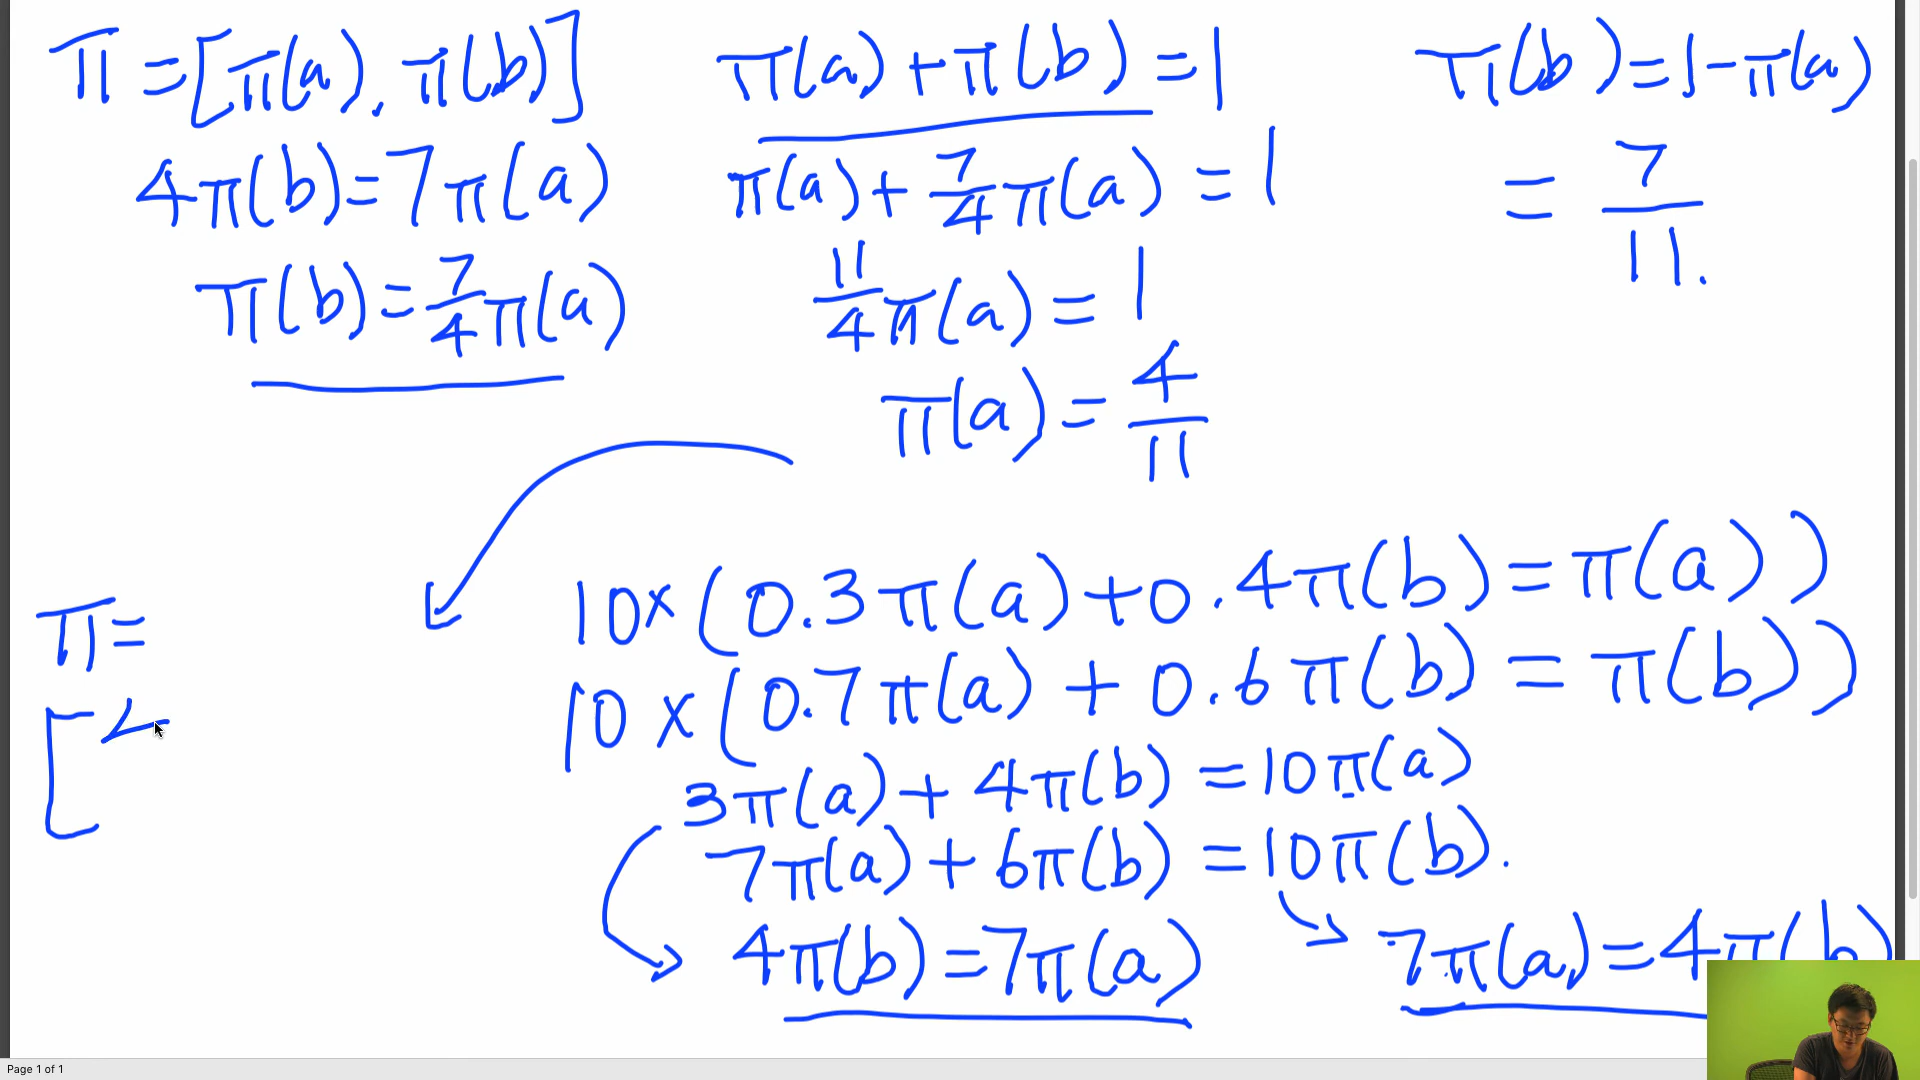 π = [π(a), π(b)]
4π(b) = 7π(a)
π(b) = 7/4 π(a)
π(a) + π(b) = 1
π(a) + 7/4 π(a) = 1
11/4 π(a) = 1
π(a) = 4/11
π(b) = 1 - π(a)
= 7/11.
π =
[
10 × (0.3π(a) + 0.4π(b) = π(a))
10 × (0.7π(a) + 0.6π(b) = π(b))
3π(a) + 4π(b) = 10π(a)
7π(a) + 6π(b) = 10π(b).
4π(b) = 7π(a)
7π(a) = 4π(b)
Page 1 of 1